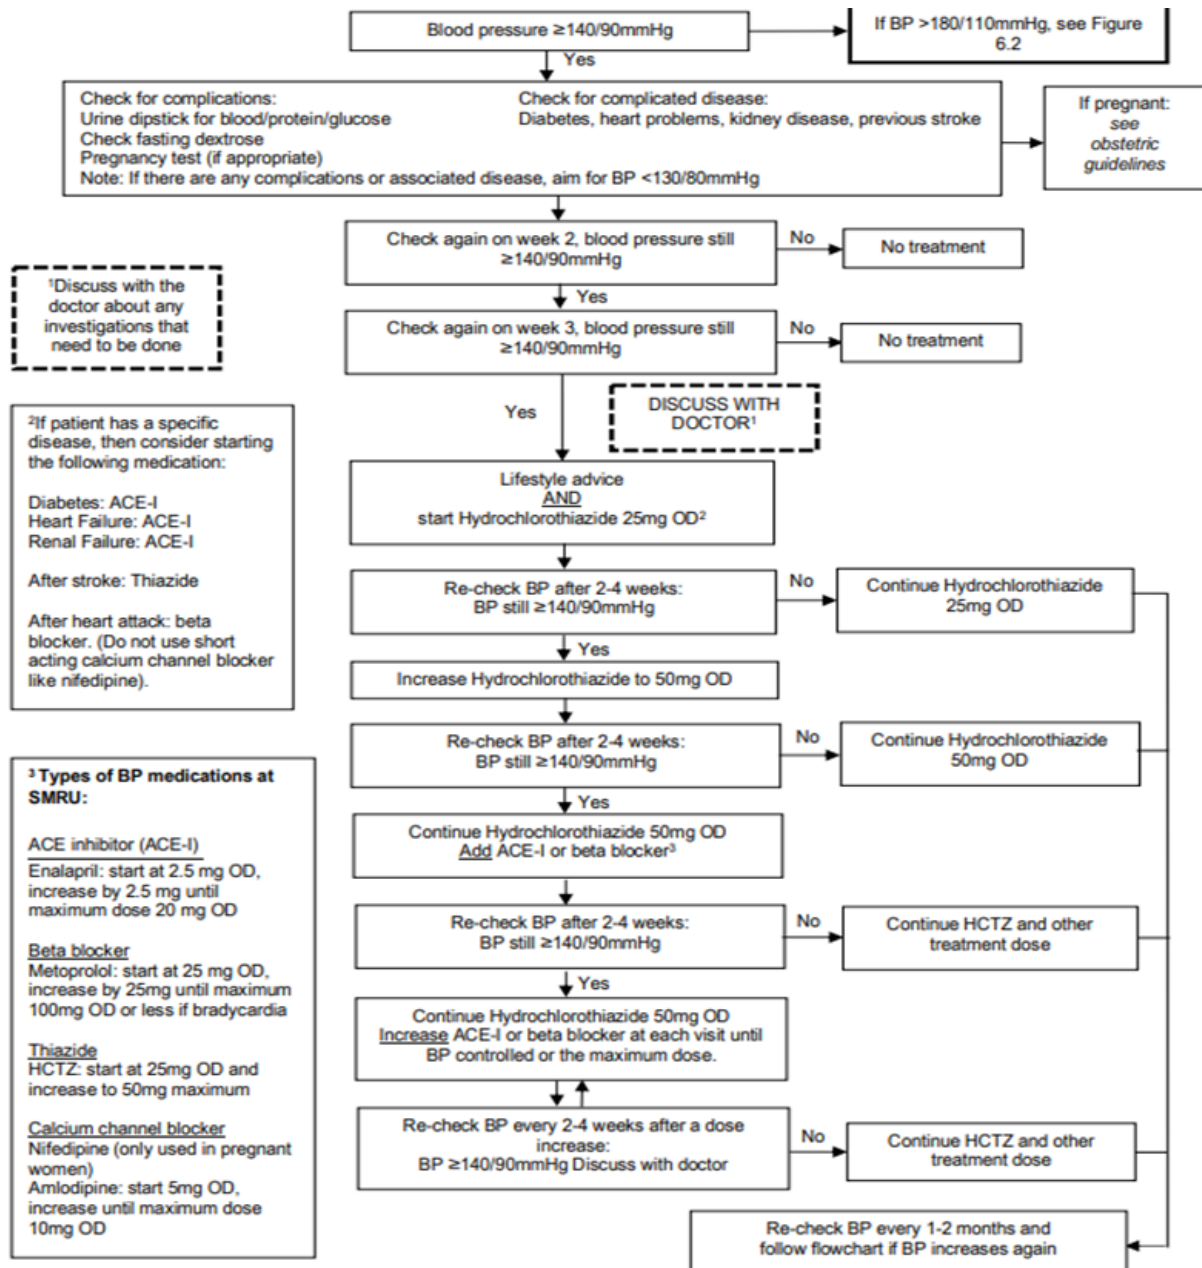 Blood pressure ≥140/90mmHg
If BP >180/110mmHg, see Figure
6.2
Yes
Check for complications:
Urine dipstick for blood/protein/glucose
Check fasting dextrose
Pregnancy test (if appropriate)
Check for complicated disease:
Diabetes, heart problems, kidney disease, previous stroke
Note: If there are any complications or associated disease, aim for BP <130/80mmHg
If pregnant:
see
obstetric
guidelines
Check again on week 2, blood pressure still
≥140/90mmHg
No
No treatment
Yes
¹Discuss with the
doctor about any
investigations that
need to be done
Check again on week 3, blood pressure still
≥140/90mmHg
No
No treatment
Yes
DISCUSS WITH
DOCTOR¹
²If patient has a specific
disease, then consider starting
the following medication:
Diabetes: ACE-I
Heart Failure: ACE-I
Renal Failure: ACE-I
After stroke: Thiazide
After heart attack: beta
blocker. (Do not use short
acting calcium channel blocker
like nifedipine).
Lifestyle advice
AND
start Hydrochlorothiazide 25mg OD²
Re-check BP after 2-4 weeks:
BP still ≥140/90mmHg
No
Continue Hydrochlorothiazide
25mg OD
Yes
Increase Hydrochlorothiazide to 50mg OD
Re-check BP after 2-4 weeks:
BP still ≥140/90mmHg
No
Continue Hydrochlorothiazide
50mg OD
Yes
³ Types of BP medications at
SMRU:
ACE inhibitor (ACE-I)
Enalapril: start at 2.5 mg OD,
increase by 2.5 mg until
maximum dose 20 mg OD
Beta blocker
Metoprolol: start at 25 mg OD,
increase by 25mg until maximum
100mg OD or less if bradycardia
Thiazide
HCTZ: start at 25mg OD and
increase to 50mg maximum
Calcium channel blocker
Nifedipine (only used in pregnant
women)
Amlodipine: start 5mg OD,
increase until maximum dose
10mg OD
Continue Hydrochlorothiazide 50mg OD
Add ACE-I or beta blocker³
Re-check BP after 2-4 weeks:
BP still ≥140/90mmHg
No
Continue HCTZ and other
treatment dose
Yes
Continue Hydrochlorothiazide 50mg OD
Increase ACE-I or beta blocker at each visit until
BP controlled or the maximum dose.
Re-check BP every 2-4 weeks after a dose
increase:
BP ≥140/90mmHg Discuss with doctor
No
Continue HCTZ and other
treatment dose
Re-check BP every 1-2 months and
follow flowchart if BP increases again